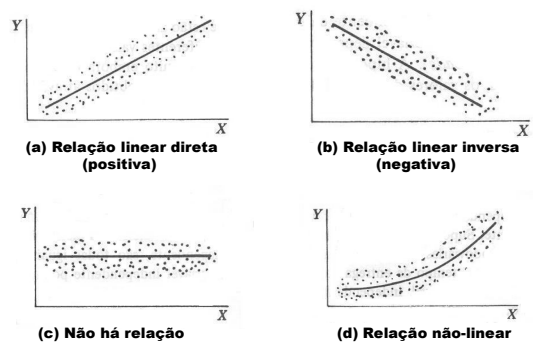 Y
X
(a) Relação linear direta
(positiva)
Y
X
(b) Relação linear inversa
(negativa)
Y
X
(c) Não há relação
Y
X
(d) Relação não-linear